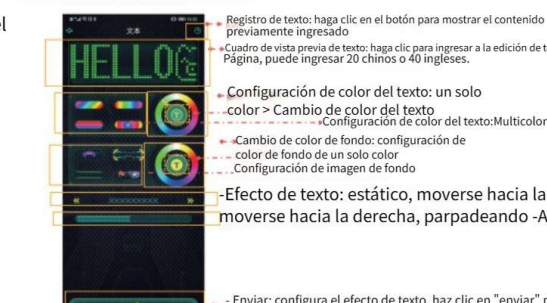 el
文本
Registro de texto: haga clic en el botón para mostrar el contenido
previamente ingresado
Cuadro de vista previa de texto: haga clic para ingresar a la edición de
Página, puede ingresar 20 chinos o 40 ingleses.
HELLO
Configuración de color del texto: un solo
color > Cambio de color del texto
Configuración de color del texto:Multicolor
Cambio de color de fondo: configuración de
color de fondo de un solo color
Configuración de imagen de fondo
T
T
-Efecto de texto: estático, moverse hacia la
moverse hacia la derecha, parpadeando -A
- Enviar: configura el efecto de texto, haz clic en "enviar"